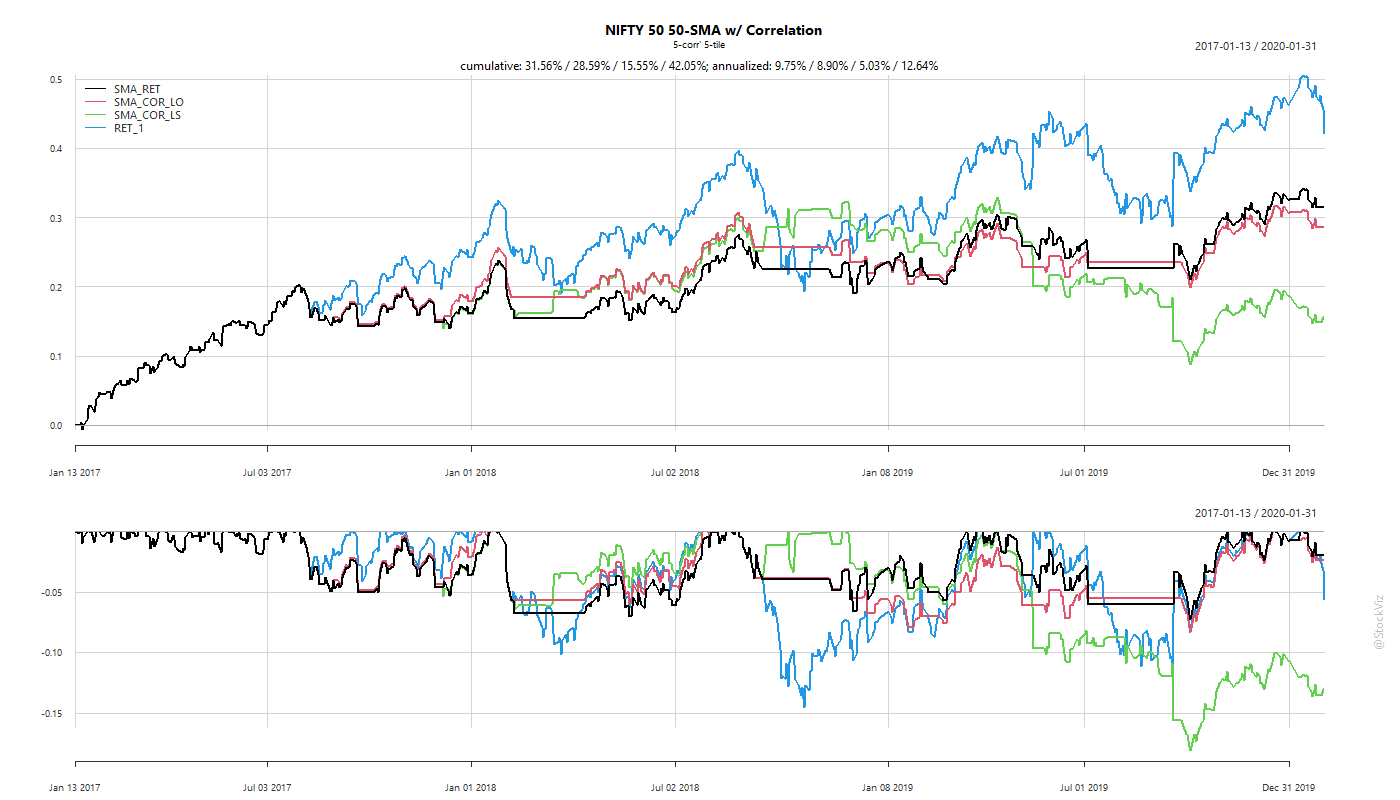 NIFTY 50 50-SMA w/ Correlation
5-corr' 5-tile
2017-01-13 / 2020-01-31
cumulative: 31.56% / 28.59% / 15.55% / 42.05%; annualized: 9.75% / 8.90% / 5.03% / 12.64%
SMA_RET
SMA_COR_LO
SMA_COR_LS
RET_1
0.5
0.4
0.3
0.2
0.1
0.0
Jan 13 2017
Jul 03 2017
Jan 01 2018
Jul 02 2018
Jan 08 2019
Jul 01 2019
Dec 31 2019
2017-01-13 / 2020-01-31
-0.05
-0.10
-0.15
Jan 13 2017
Jul 03 2017
Jan 01 2018
Jul 02 2018
Jan 08 2019
Jul 01 2019
Dec 31 2019
@StockViz